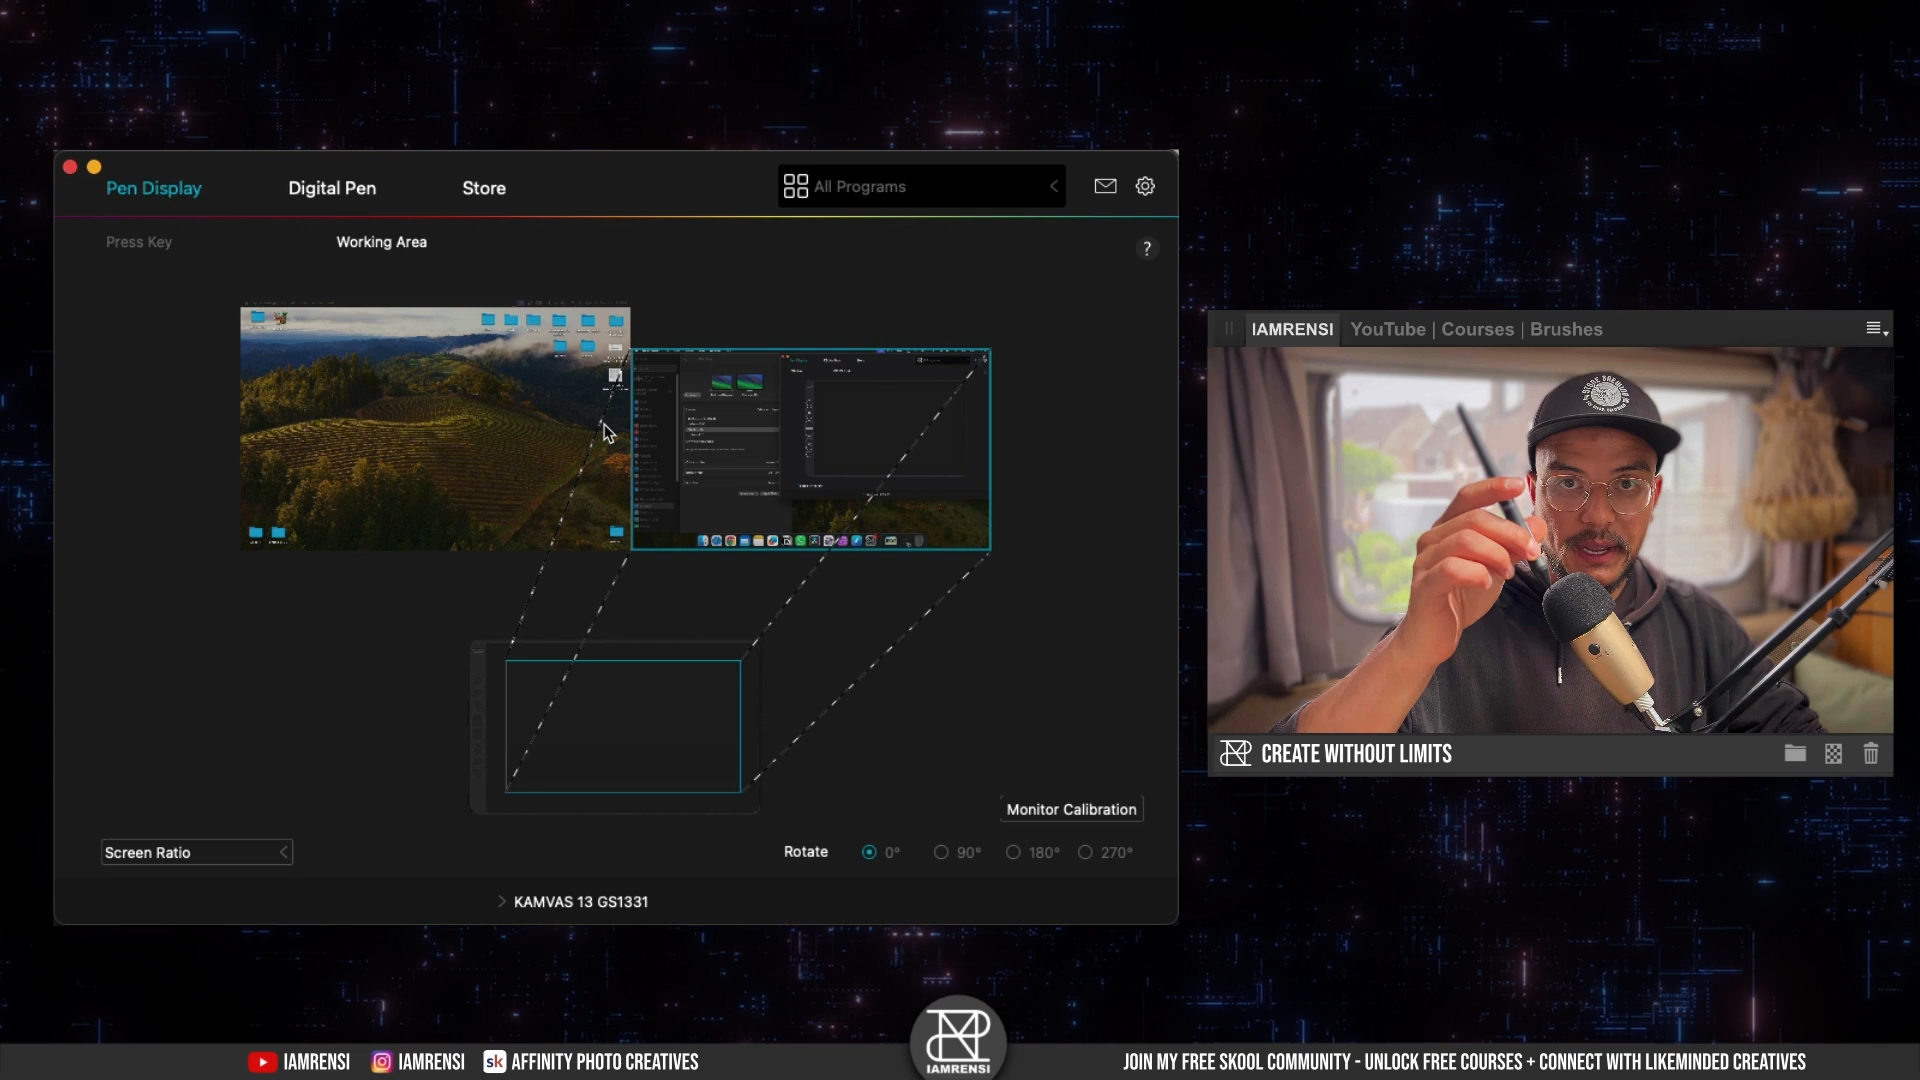 Pen Display
Digital Pen
Store
All Programs
Press Key
Working Area
?
Monitor Calibration
Screen Ratio
Rotate
0°
90°
180°
270°
KAMVAS 13 GS1331
IAMRENSI
YouTube | Courses | Brushes
CREATE WITHOUT LIMITS
IAMRENSI
IAMRENSI
sk AFFINITY PHOTO CREATIVES
IAMRENSI
JOIN MY FREE SKOOL COMMUNITY - UNLOCK FREE COURSES + CONNECT WITH LIKEMINDED CREATIVES